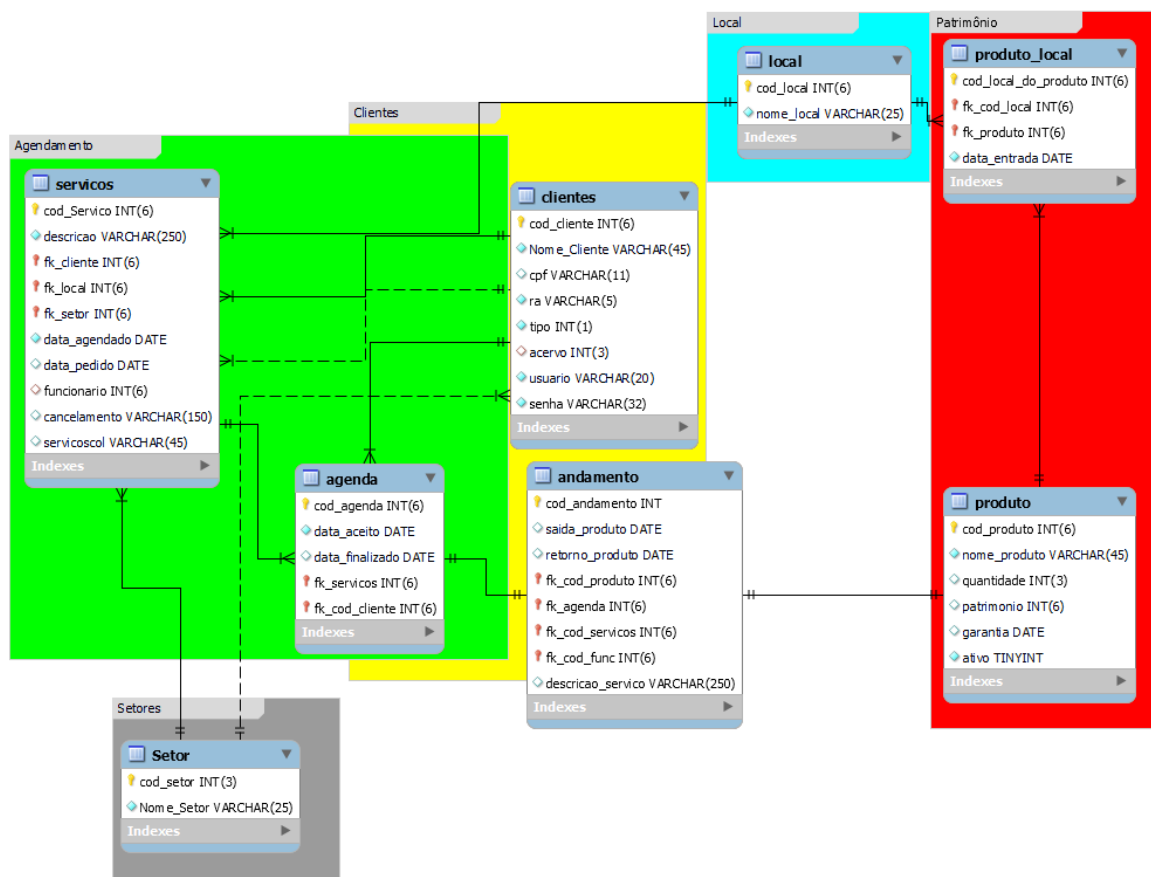 Local
Patrimônio
local
cod_local INT(6)
nome_local VARCHAR(25)
Indexes
produto_local
cod_local_do_produto INT(6)
fk_cod_local INT(6)
fk_produto INT(6)
data_entrada DATE
Indexes
Clientes
Agendamento
servicos
cod_Servico INT(6)
descricao VARCHAR(250)
fk_cliente INT(6)
fk_local INT(6)
fk_setor INT(6)
data_agendado DATE
data_pedido DATE
funcionario INT(6)
cancelamento VARCHAR(150)
servicoscol VARCHAR(45)
Indexes
clientes
cod_cliente INT(6)
Nome_Cliente VARCHAR(45)
cpf VARCHAR(11)
ra VARCHAR(5)
tipo INT(1)
acervo INT(3)
usuario VARCHAR(20)
senha VARCHAR(32)
Indexes
agenda
cod_agenda INT(6)
data_aceito DATE
data_finalizado DATE
fk_servicos INT(6)
fk_cod_cliente INT(6)
Indexes
andamento
cod_andamento INT
saida_produto DATE
retorno_produto DATE
fk_cod_produto INT(6)
fk_agenda INT(6)
fk_cod_servicos INT(6)
fk_cod_func INT(6)
descricao_servico VARCHAR(250)
Indexes
produto
cod_produto INT(6)
nome_produto VARCHAR(45)
quantidade INT(3)
patrimonio INT(6)
garantia DATE
ativo TINYINT
Indexes
Setores
Setor
cod_setor INT(3)
Nome_Setor VARCHAR(25)
Indexes